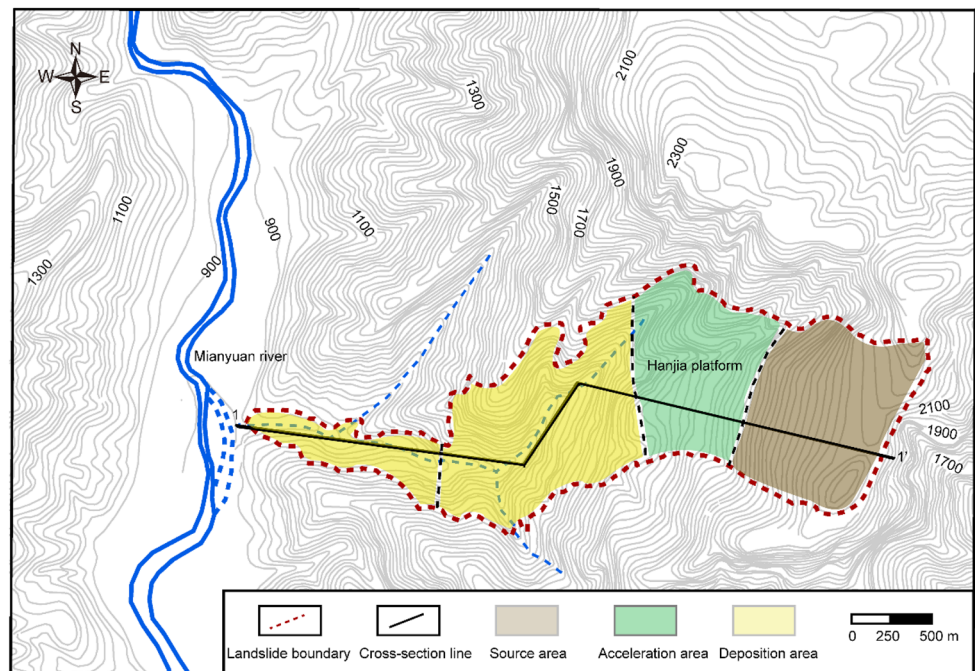 N
W E
S
2100
1300
2300
1900
1500
1700
1100
1100
900
1300
900
Mianyuan river
Hanjia platform
1
2100
1900
1700
1'
Landslide boundary
Cross-section line
Source area
Acceleration area
Deposition area
0 250 500 m